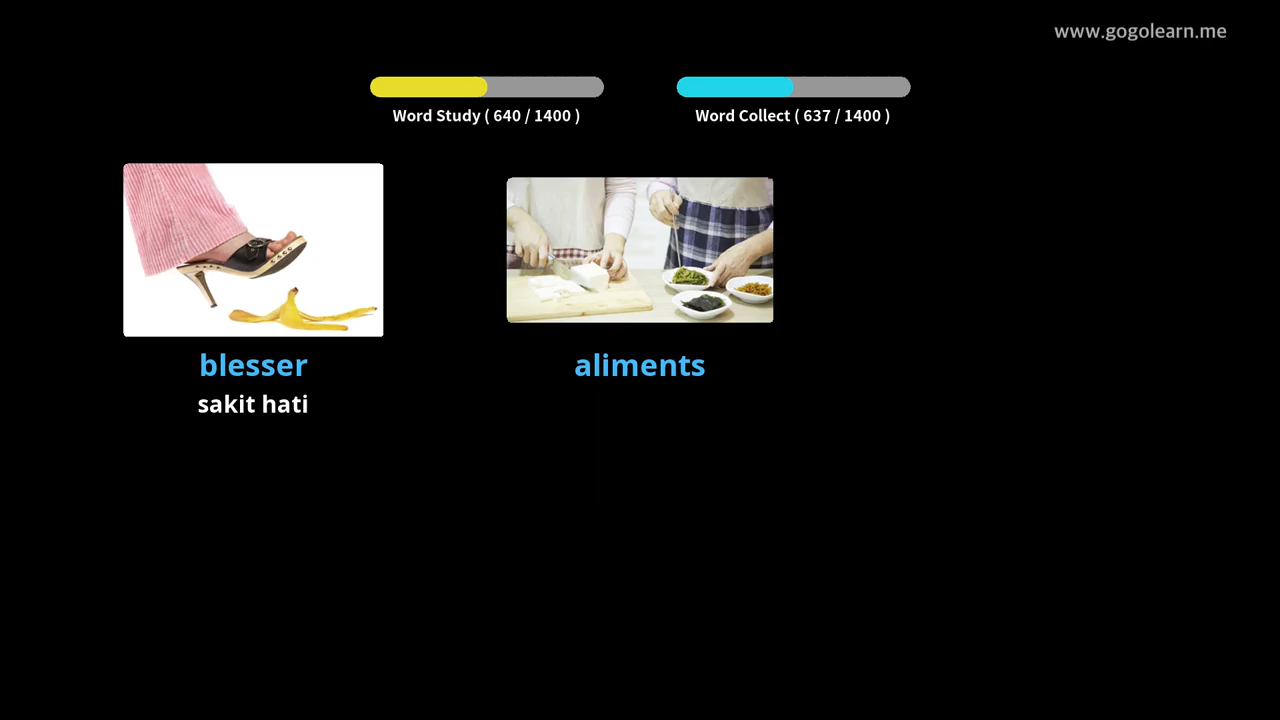 www.gogolearn.me
Word Study ( 640 / 1400 )
Word Collect ( 637 / 1400 )
blesser
sakit hati
aliments